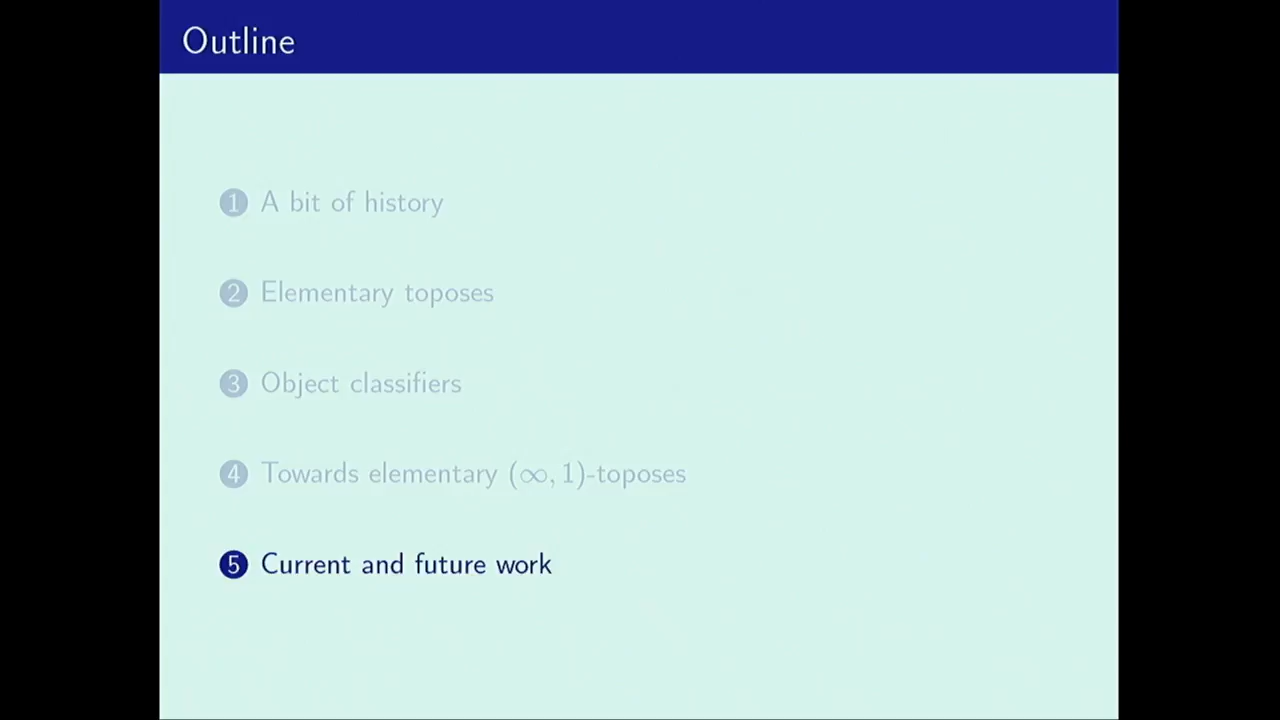 Outline
1 A bit of history
2 Elementary toposes
3 Object classifiers
4 Towards elementary (∞, 1)-toposes
5 Current and future work